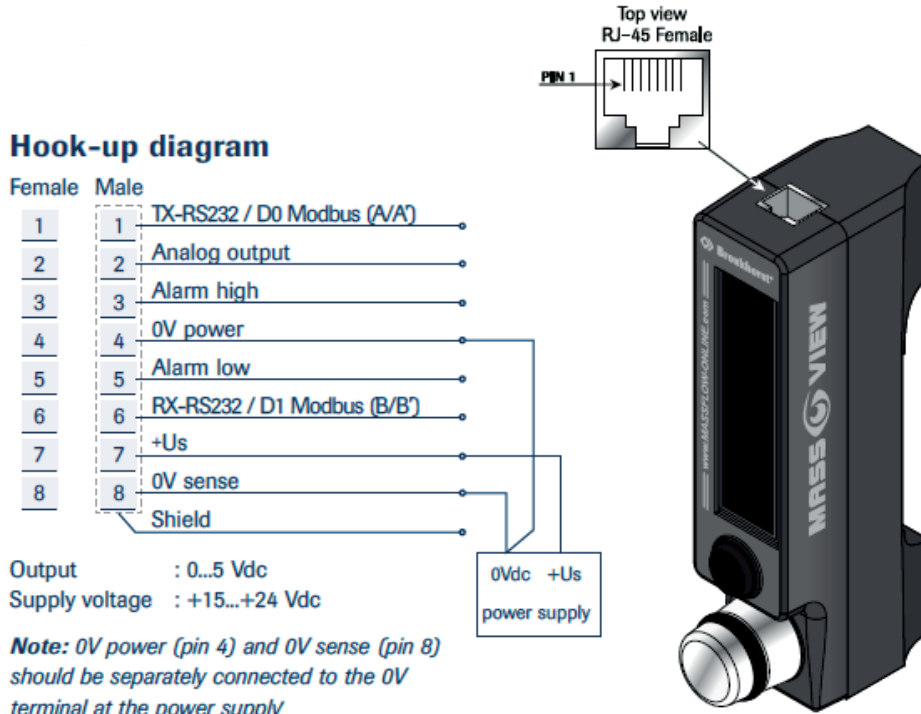 Top view
RJ-45 Female
PIN 1
Hook-up diagram
Female Male
1 1 TX-RS232 / D0 Modbus (A/A')
2 2 Analog output
3 3 Alarm high
4 4 0V power
5 5 Alarm low
6 6 RX-RS232 / D1 Modbus (B/B')
7 7 +Us
8 8 0V sense
Shield
0Vdc +Us
power supply
Output : 0...5 Vdc
Supply voltage : +15...+24 Vdc
Note: 0V power (pin 4) and 0V sense (pin 8)
should be separately connected to the 0V
terminal at the power supply
Bronkhorst®
www.MASSFLOW-ONLINE.com
MASS VIEW